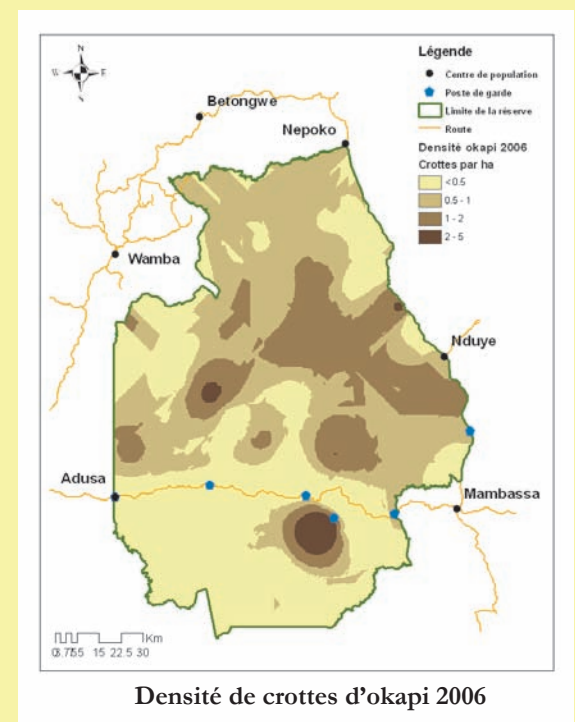 N
W E
S
Légende
Centre de population
Poste de garde
Limite de la réserve
Route
Densité okapi 2006
Crottes par ha
<0.5
0.5 - 1
1 - 2
2 - 5
Betongwe
Nepoko
Wamba
Nduye
Adusa
Mambassa
Km
15 22.5 30
Densité de crottes d'okapi 2006